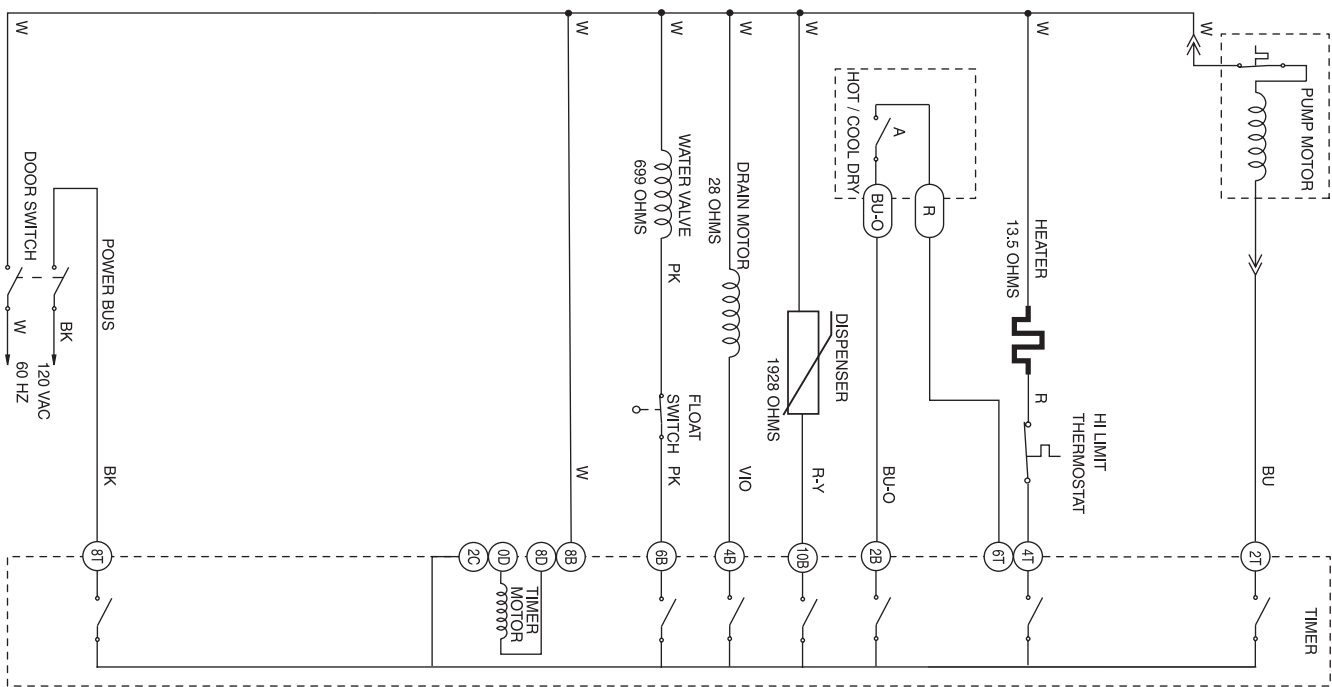 W
W
W
W
W
W
W
PUMP MOTOR
HOT / COOL DRY
A
BU-O
R
WATER VALVE
699 OHMS
DRAIN MOTOR
28 OHMS
HEATER
13.5 OHMS
DOOR SWITCH
POWER BUS
PK
W
BK
120 VAC
60 HZ
DISPENSER
1928 OHMS
R
FLOAT
SWITCH
HI LIMIT
THERMOSTAT
BK
W
PK
VIO
R-Y
BU-O
BU
8T
2C
0D
8D
8B
6B
4B
10B
2B
6T
4T
2T
TIMER
MOTOR
TIMER